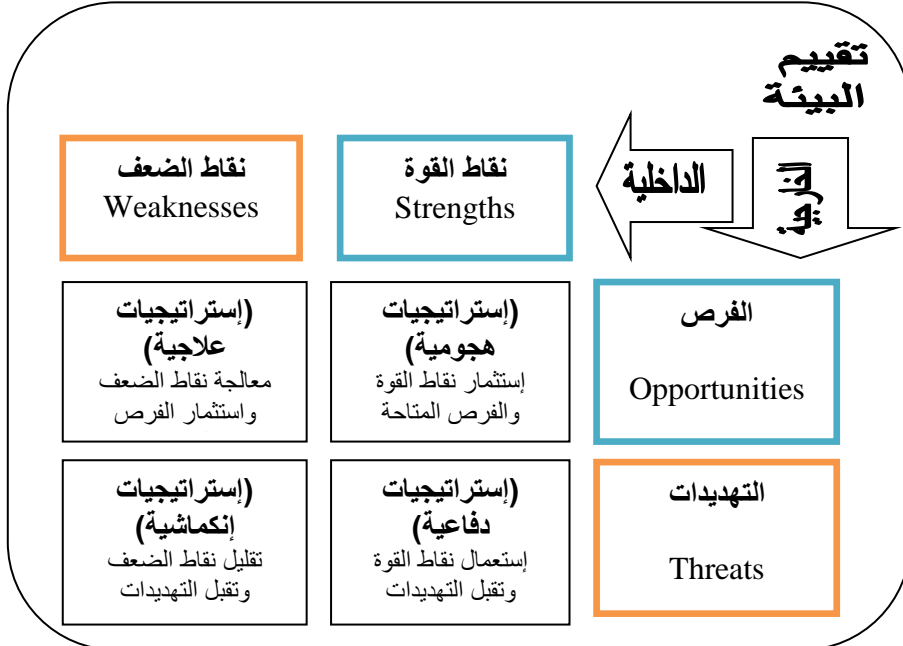 تقييم
البيئة
الداخلية
الخارجية
نقاط القوة
Strengths
نقاط الضعف
Weaknesses
الفرص
Opportunities
(إستراتيجيات
هجومية)
إستثمار نقاط القوة
والفرص المتاحة
(إستراتيجيات
علاجية)
معالجة نقاط الضعف
واستثمار الفرص
التهديدات
Threats
(إستراتيجيات
دفاعية)
إستعمال نقاط القوة
وتقبل التهديدات
(إستراتيجيات
إنكماشية)
تقليل نقاط الضعف
وتقبل التهديدات